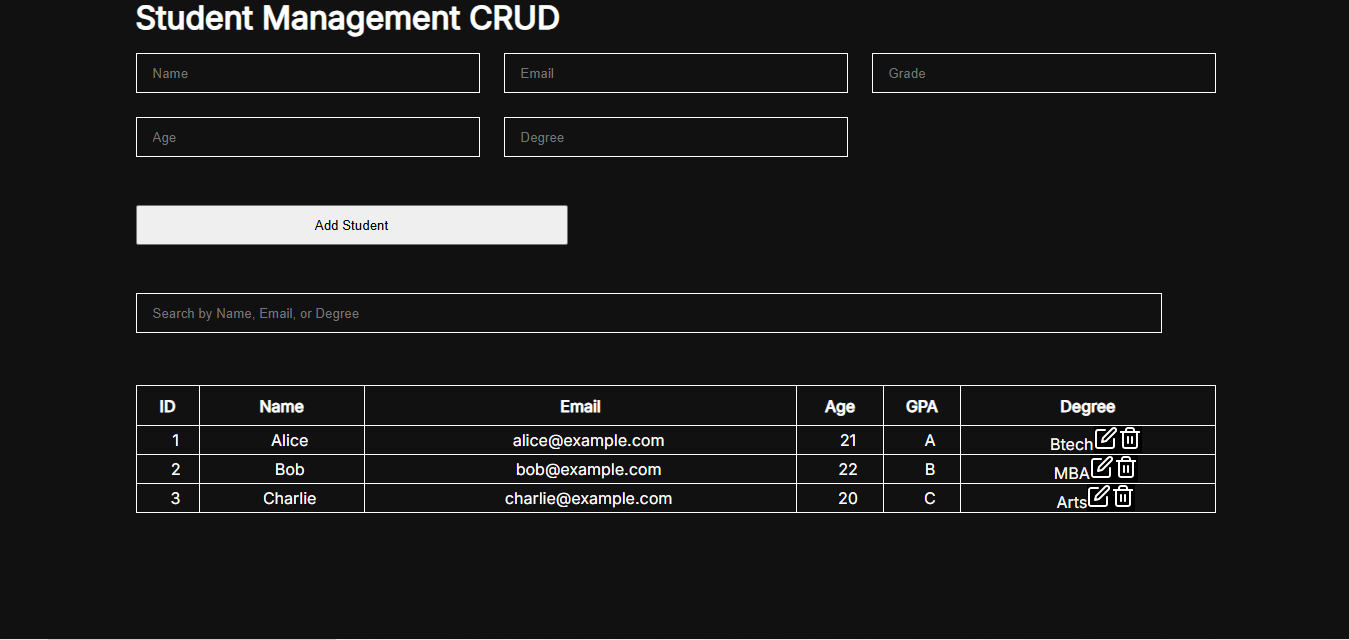 Student Management CRUD
Name Email Grade
Age Degree
Add Student
Search by Name, Email, or Degree
ID Name Email Age GPA Degree
1 Alice alice@example.com 21 A Btech
2 Bob bob@example.com 22 B MBA
3 Charlie charlie@example.com 20 C Arts